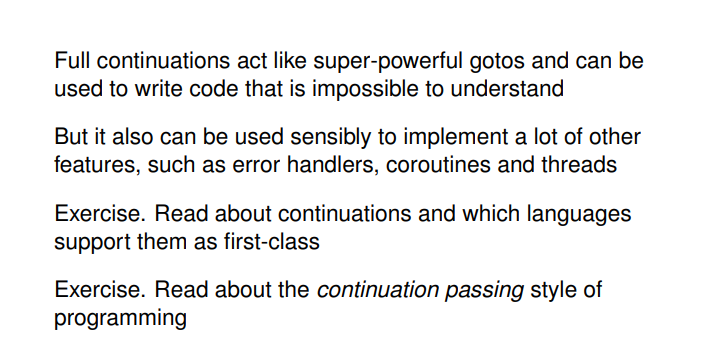 Full continuations act like super-powerful gotos and can be
used to write code that is impossible to understand
But it also can be used sensibly to implement a lot of other
features, such as error handlers, coroutines and threads
Exercise. Read about continuations and which languages
support them as first-class
Exercise. Read about the continuation passing style of
programming